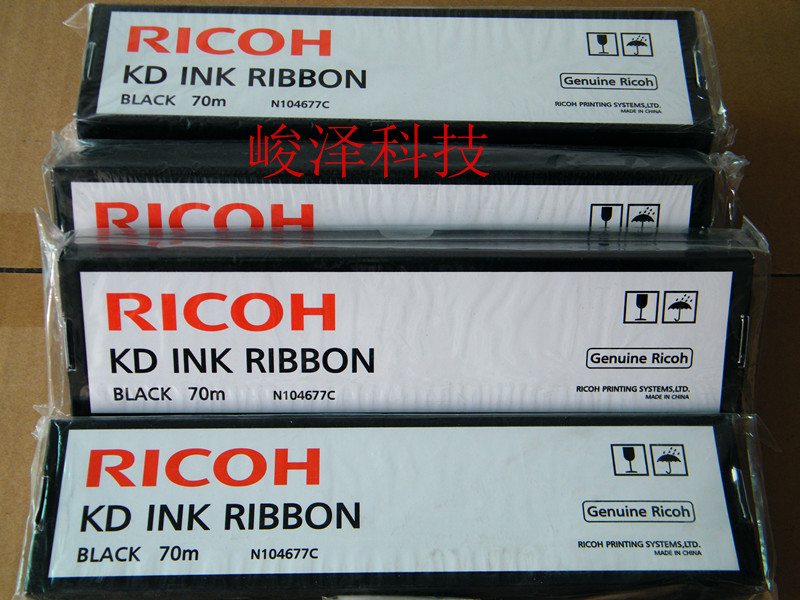 RICOH
KD INK RIBBON
BLACK 70m N104677C
Genuine Ricoh
RICOH PRINTING SYSTEMS,LTD.
MADE IN CHINA
峻泽科技
RICOH
RICOH
KD INK RIBBON
BLACK 70m N104677C
Genuine Ricoh
RICOH PRINTING SYSTEMS,LTD.
MADE IN CHINA
RICOH
KD INK RIBBON
BLACK 70m N104677C
Genuine Ricoh
RICOH PRINTING SYSTEMS,LTD.
MADE IN CHINA